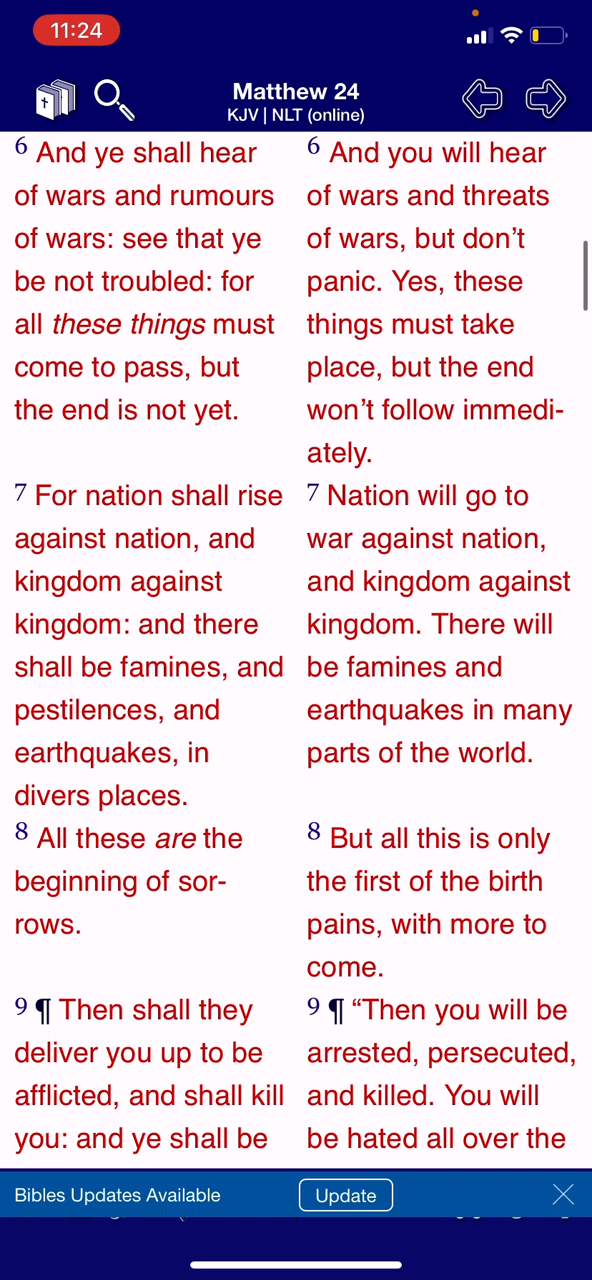 11:24
Matthew 24
KJV | NLT (online)
6 And ye shall hear
of wars and rumours
of wars: see that ye
be not troubled: for
all these things must
come to pass, but
the end is not yet.
7 For nation shall rise
against nation, and
kingdom against
kingdom: and there
shall be famines, and
pestilences, and
earthquakes, in
divers places.
8 All these are the
beginning of sor-
rows.
9 ¶ Then shall they
deliver you up to be
afflicted, and shall kill
you: and ye shall be
6 And you will hear
of wars and threats
of wars, but don’t
panic. Yes, these
things must take
place, but the end
won’t follow immedi-
ately.
7 Nation will go to
war against nation,
and kingdom against
kingdom. There will
be famines and
earthquakes in many
parts of the world.
8 But all this is only
the first of the birth
pains, with more to
come.
9 ¶ “Then you will be
arrested, persecuted,
and killed. You will
be hated all over the
Bibles Updates Available
Update